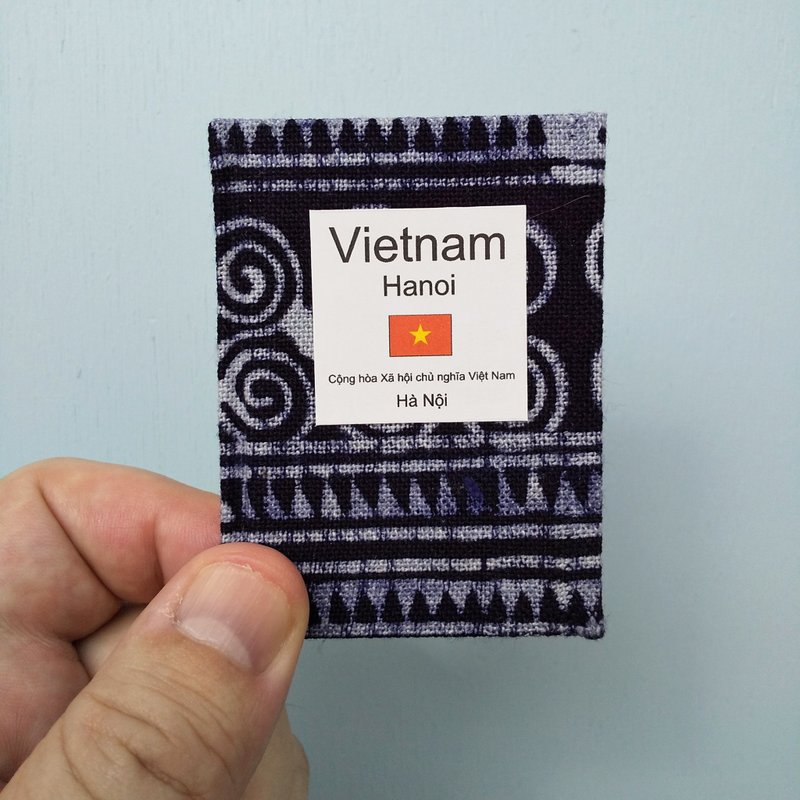 Vietnam
Hanoi
Cộng hòa Xã hội chủ nghĩa Việt Nam
Hà Nội